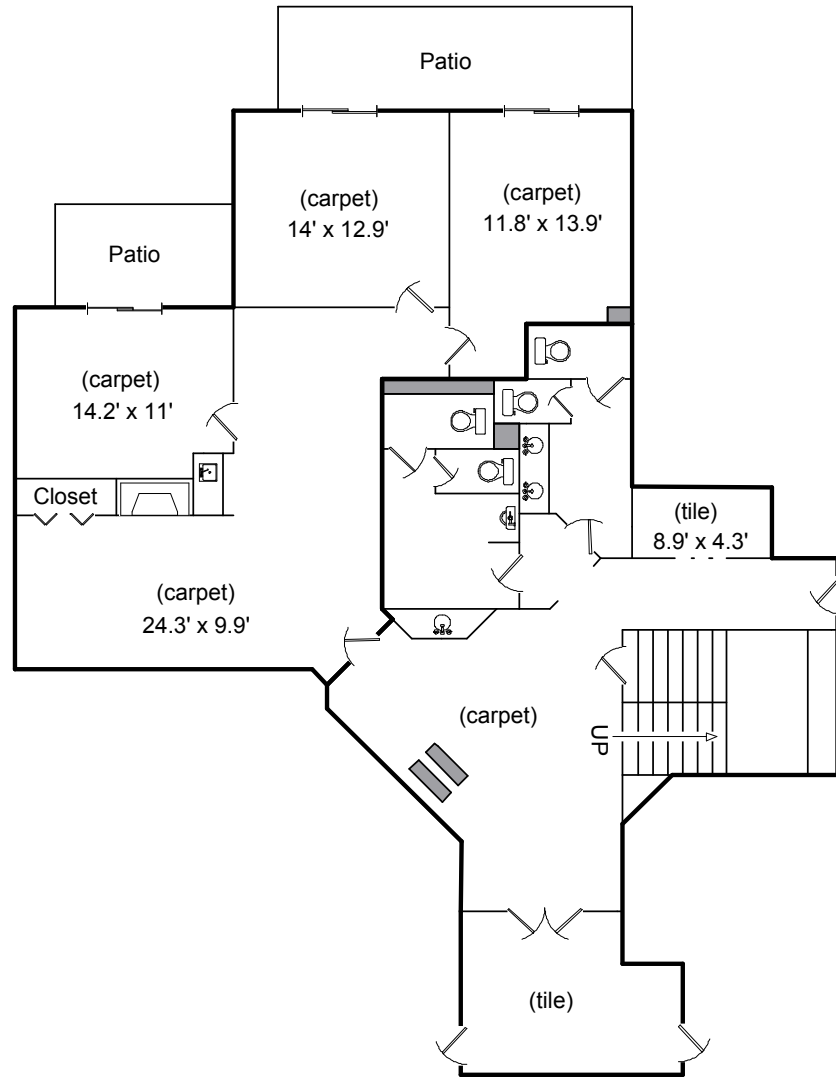 Patio
(carpet)
14' x 12.9'
(carpet)
11.8' x 13.9'
Patio
(carpet)
14.2' x 11'
Closet
(tile)
8.9' x 4.3'
(carpet)
24.3' x 9.9'
(carpet)
UP
(tile)